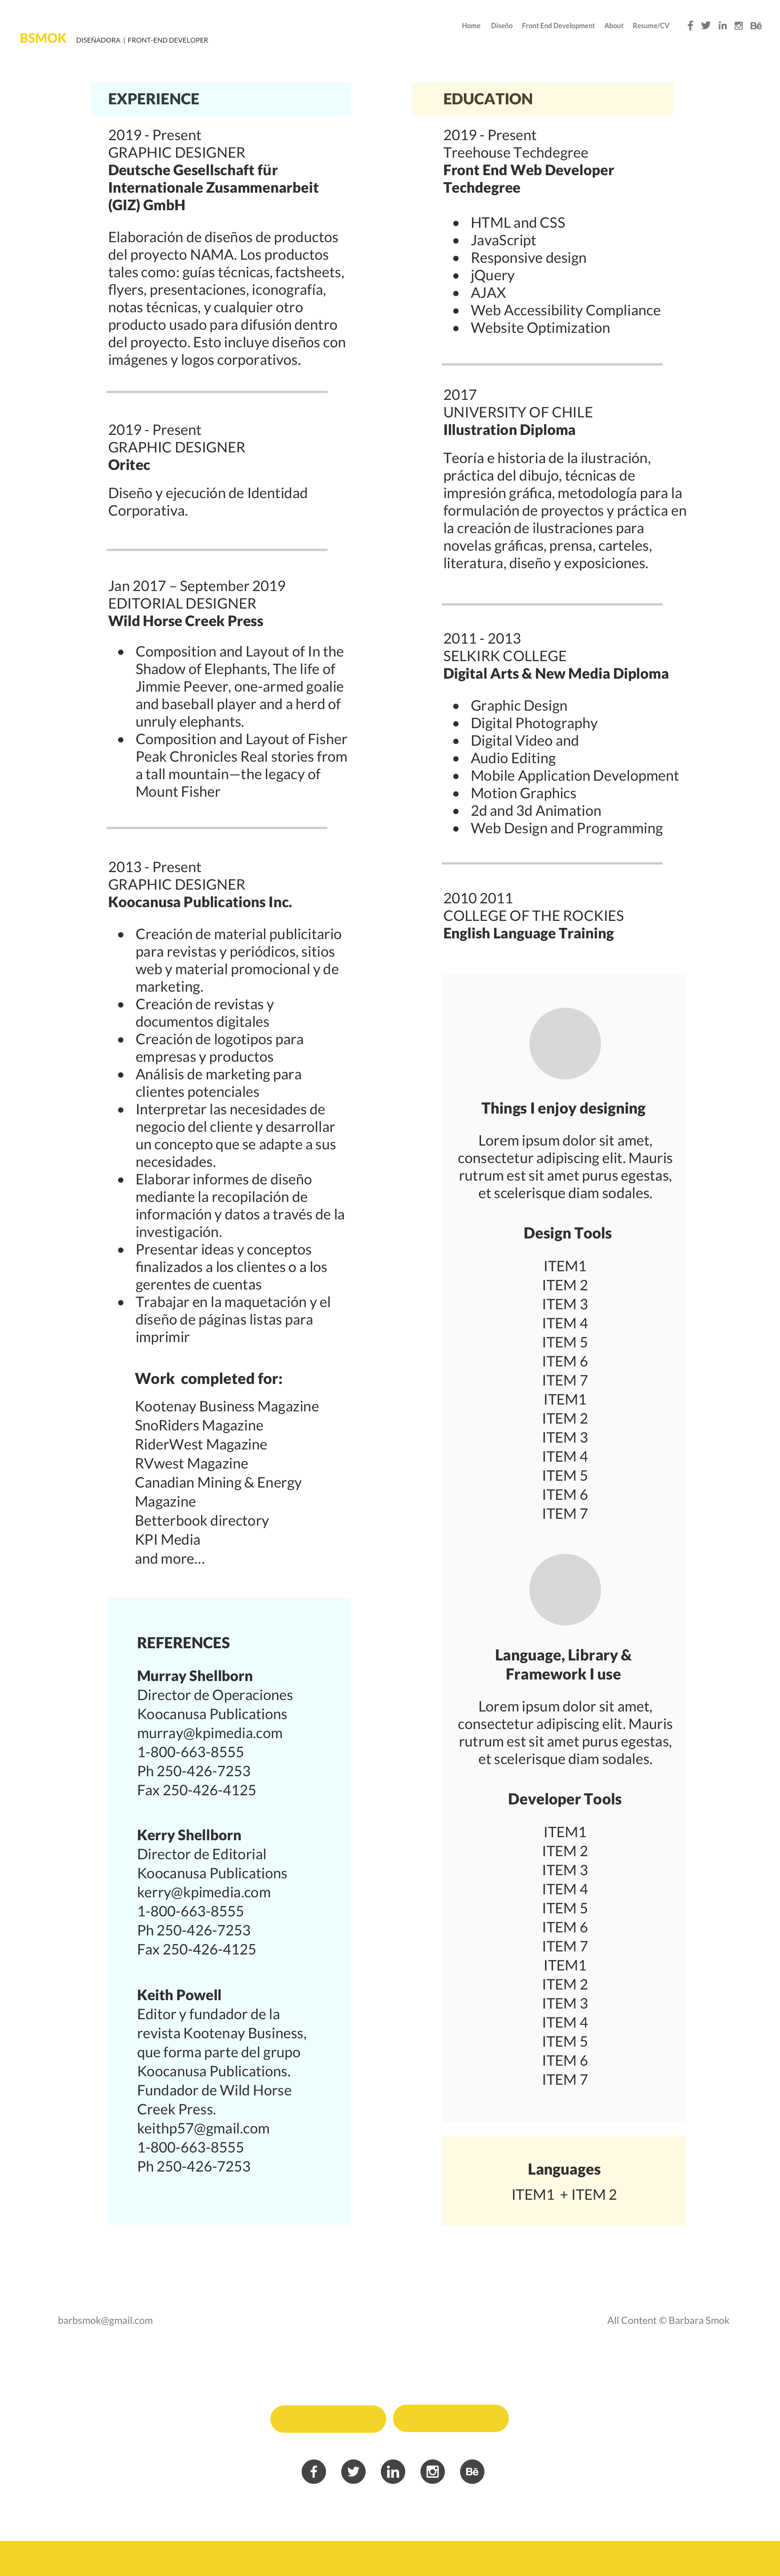 BSMOK DISEÑADORA | FRONT-END DEVELOPER
Home Diseño Front End Development About Resume/CV
EXPERIENCE
2019 - Present
GRAPHIC DESIGNER
Deutsche Gesellschaft für
Internationale Zusammenarbeit
(GIZ) GmbH
Elaboración de diseños de productos
del proyecto NAMA. Los productos
tales como: guías técnicas, factsheets,
flyers, presentaciones, iconografía,
notas técnicas, y cualquier otro
producto usado para difusión dentro
del proyecto. Esto incluye diseños con
imágenes y logos corporativos.
2019 - Present
GRAPHIC DESIGNER
Oritec
Diseño y ejecución de Identidad
Corporativa.
Jan 2017 – September 2019
EDITORIAL DESIGNER
Wild Horse Creek Press
• Composition and Layout of In the
Shadow of Elephants, The life of
Jimmie Peever, one-armed goalie
and baseball player and a herd of
unruly elephants.
• Composition and Layout of Fisher
Peak Chronicles Real stories from
a tall mountain—the legacy of
Mount Fisher
2013 - Present
GRAPHIC DESIGNER
Koocanusa Publications Inc.
• Creación de material publicitario
para revistas y periódicos, sitios
web y material promocional y de
marketing.
• Creación de revistas y
documentos digitales
• Creación de logotipos para
empresas y productos
• Análisis de marketing para
clientes potenciales
• Interpretar las necesidades de
negocio del cliente y desarrollar
un concepto que se adapte a sus
necesidades.
• Elaborar informes de diseño
mediante la recopilación de
información y datos a través de la
investigación.
• Presentar ideas y conceptos
finalizados a los clientes o a los
gerentes de cuentas
• Trabajar en la maquetación y el
diseño de páginas listas para
imprimir
Work completed for:
Kootenay Business Magazine
SnoRiders Magazine
RiderWest Magazine
RVwest Magazine
Canadian Mining & Energy
Magazine
Betterbook directory
KPI Media
and more…
REFERENCES
Murray Shellborn
Director de Operaciones
Koocanusa Publications
murray@kpimedia.com
1-800-663-8555
Ph 250-426-7253
Fax 250-426-4125
Kerry Shellborn
Director de Editorial
Koocanusa Publications
kerry@kpimedia.com
1-800-663-8555
Ph 250-426-7253
Fax 250-426-4125
Keith Powell
Editor y fundador de la
revista Kootenay Business,
que forma parte del grupo
Koocanusa Publications.
Fundador de Wild Horse
Creek Press.
keithp57@gmail.com
1-800-663-8555
Ph 250-426-7253
EDUCATION
2019 - Present
Treehouse Techdegree
Front End Web Developer
Techdegree
• HTML and CSS
• JavaScript
• Responsive design
• jQuery
• AJAX
• Web Accessibility Compliance
• Website Optimization
2017
UNIVERSITY OF CHILE
Illustration Diploma
Teoría e historia de la ilustración,
práctica del dibujo, técnicas de
impresión gráfica, metodología para la
formulación de proyectos y práctica en
la creación de ilustraciones para
novelas gráficas, prensa, carteles,
literatura, diseño y exposiciones.
2011 - 2013
SELKIRK COLLEGE
Digital Arts & New Media Diploma
• Graphic Design
• Digital Photography
• Digital Video and
• Audio Editing
• Mobile Application Development
• Motion Graphics
• 2d and 3d Animation
• Web Design and Programming
2010 2011
COLLEGE OF THE ROCKIES
English Language Training
Things I enjoy designing
Lorem ipsum dolor sit amet,
consectetur adipiscing elit. Mauris
rutrum est sit amet purus egestas,
et scelerisque diam sodales.
Design Tools
ITEM1
ITEM 2
ITEM 3
ITEM 4
ITEM 5
ITEM 6
ITEM 7
ITEM1
ITEM 2
ITEM 3
ITEM 4
ITEM 5
ITEM 6
ITEM 7
Language, Library &
Framework I use
Lorem ipsum dolor sit amet,
consectetur adipiscing elit. Mauris
rutrum est sit amet purus egestas,
et scelerisque diam sodales.
Developer Tools
ITEM1
ITEM 2
ITEM 3
ITEM 4
ITEM 5
ITEM 6
ITEM 7
ITEM1
ITEM 2
ITEM 3
ITEM 4
ITEM 5
ITEM 6
ITEM 7
Languages
ITEM1 + ITEM 2
barbsmok@gmail.com
All Content © Barbara Smok